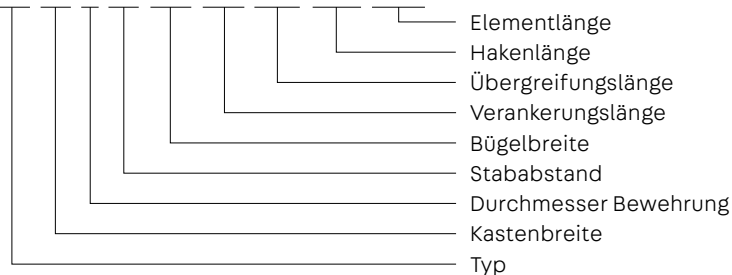 Elementlänge
Hakenlänge
Übergreifungslänge
Verankerungslänge
Bügelbreite
Stababstand
Durchmesser Bewehrung
Kastenbreite
Typ